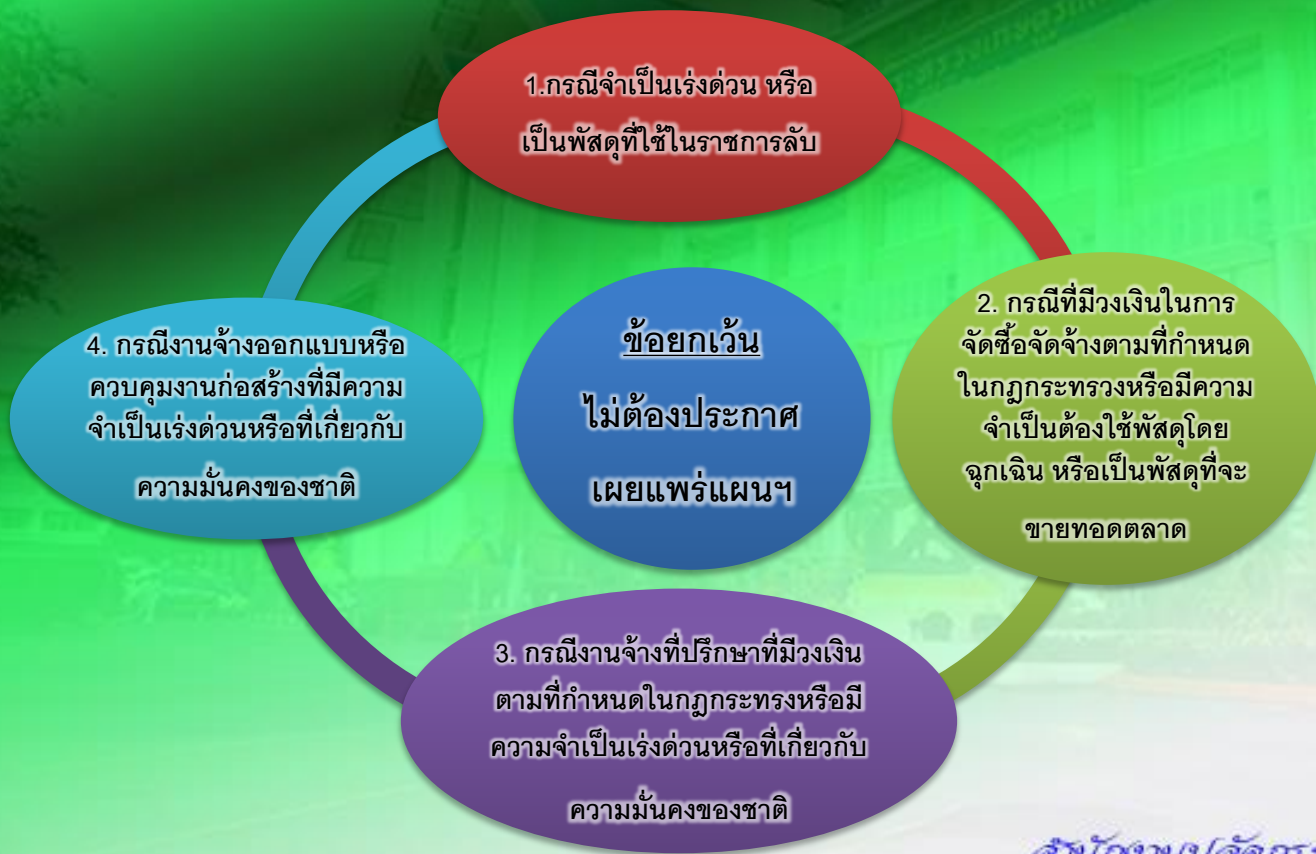 1.กรณีจำเป็นเร่งด่วน หรือ
เป็นพัสดุที่ใช้ในราชการลับ
2. กรณีที่มีวงเงินในการ
จัดซื้อจัดจ้างตามที่กำหนด
ในกฎกระทรวงหรือมีความ
จำเป็นต้องใช้พัสดุโดย
ฉุกเฉิน หรือเป็นพัสดุที่จะ
ขายทอดตลาด
ข้อยกเว้น
ไม่ต้องประกาศ
เผยแพร่แผนฯ
4. กรณีงานจ้างออกแบบหรือ
ควบคุมงานก่อสร้างที่มีความ
จำเป็นเร่งด่วนหรือที่เกี่ยวกับ
ความมั่นคงของชาติ
3. กรณีงานจ้างที่ปรึกษาที่มีวงเงิน
ตามที่กำหนดในกฎกระทรงหรือมี
ความจำเป็นเร่งด่วนหรือที่เกี่ยวกับ
ความมั่นคงของชาติ